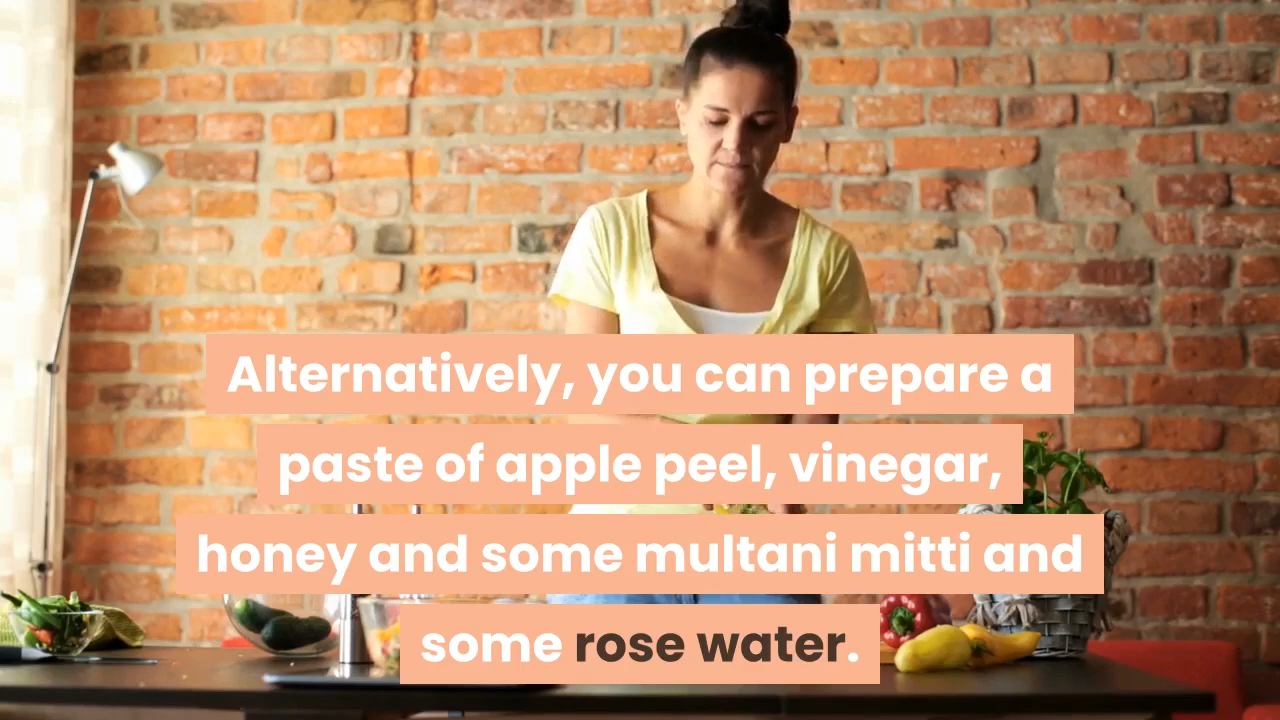 Alternatively, you can prepare a
paste of apple peel, vinegar,
honey and some multani mitti and
some rose water.